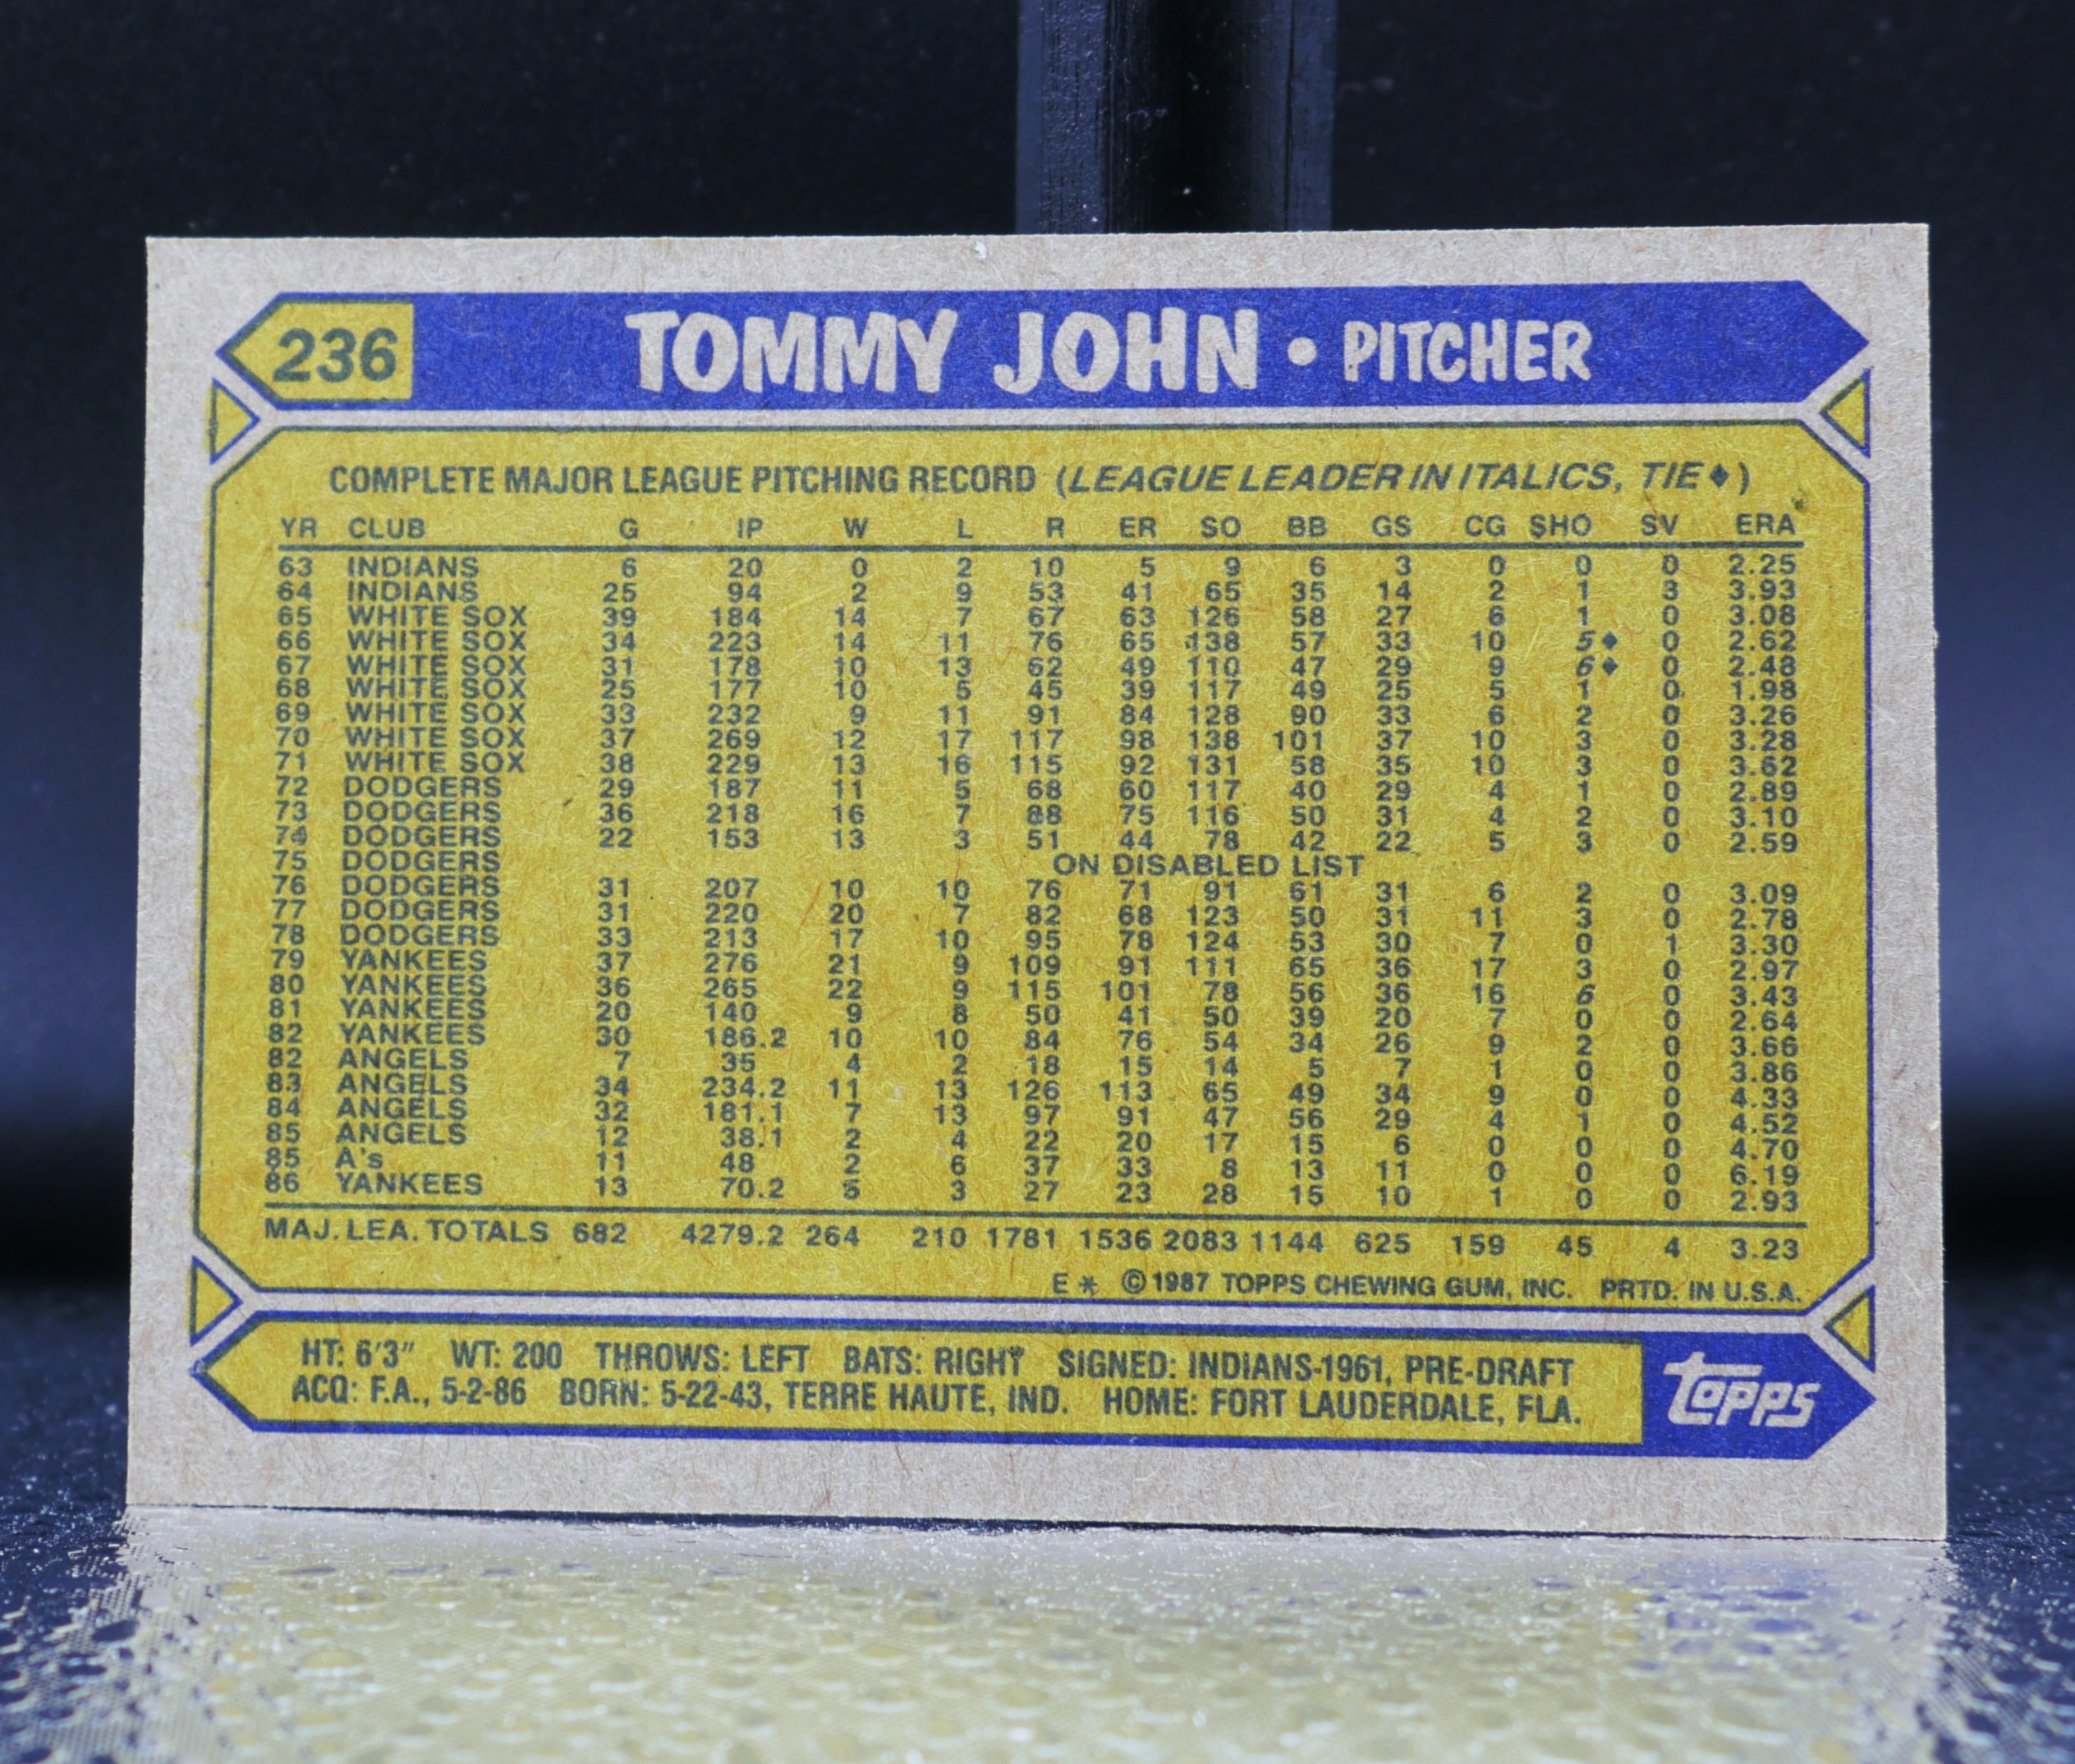 236 TOMMY JOHN • PITCHER
COMPLETE MAJOR LEAGUE PITCHING RECORD (LEAGUE LEADER IN ITALICS, TIE♦)
YR CLUB G IP W L R ER SO BB GS CG SHO SV ERA
63 INDIANS 6 20 0 2 10 5 9 6 3 0 0 0 2.25
64 INDIANS 25 94 2 9 53 41 65 35 14 2 1 3 3.93
65 WHITE SOX 39 184 14 7 67 63 126 58 27 6 1 0 3.08
66 WHITE SOX 34 223 14 11 76 65 138 57 33 10 5♦ 0 2.62
67 WHITE SOX 31 178 10 13 62 49 110 47 29 9 6♦ 0 2.48
68 WHITE SOX 25 177 10 5 45 39 117 49 25 5 1 0 1.98
69 WHITE SOX 33 232 9 11 91 84 128 90 33 6 2 0 3.26
70 WHITE SOX 37 269 12 17 117 98 138 101 37 10 3 0 3.28
71 WHITE SOX 38 229 13 16 115 92 131 58 35 10 3 0 3.62
72 DODGERS 29 187 11 5 68 60 117 40 29 4 1 0 2.89
73 DODGERS 36 218 16 7 88 75 116 50 31 4 2 0 3.10
74 DODGERS 22 153 13 3 51 44 78 42 22 5 3 0 2.59
75 DODGERS ON DISABLED LIST
76 DODGERS 31 207 10 10 76 71 91 61 31 6 2 0 3.09
77 DODGERS 31 220 20 7 82 68 123 50 31 11 3 0 2.78
78 DODGERS 33 213 17 10 95 78 124 53 30 7 0 1 3.30
79 YANKEES 37 276 21 9 109 91 111 65 36 17 3 0 2.97
80 YANKEES 36 265 22 9 115 101 78 56 36 16 6 0 3.43
81 YANKEES 20 140 9 8 50 41 50 39 20 7 0 0 2.64
82 YANKEES 30 186.2 10 10 84 76 54 34 26 9 2 0 3.66
82 ANGELS 7 35 4 2 18 15 14 5 7 1 0 0 3.86
83 ANGELS 34 234.2 11 13 126 113 65 49 34 9 0 0 4.33
84 ANGELS 32 181.1 7 13 97 91 47 56 29 4 1 0 4.52
85 ANGELS 12 38.1 2 4 22 20 17 15 6 0 0 0 4.70
85 A's 11 48 2 6 37 33 8 13 11 0 0 0 6.19
86 YANKEES 13 70.2 5 3 27 23 28 15 10 1 0 0 2.93
MAJ. LEA. TOTALS 682 4279.2 264 210 1781 1536 2083 1144 625 159 45 4 3.23
E * © 1987 TOPPS CHEWING GUM, INC. PRTD. IN U.S.A.
HT: 6'3" WT: 200 THROWS: LEFT BATS: RIGHT SIGNED: INDIANS-1961, PRE-DRAFT
ACQ: F.A., 5-2-86 BORN: 5-22-43, TERRE HAUTE, IND. HOME: FORT LAUDERDALE, FLA.
topps